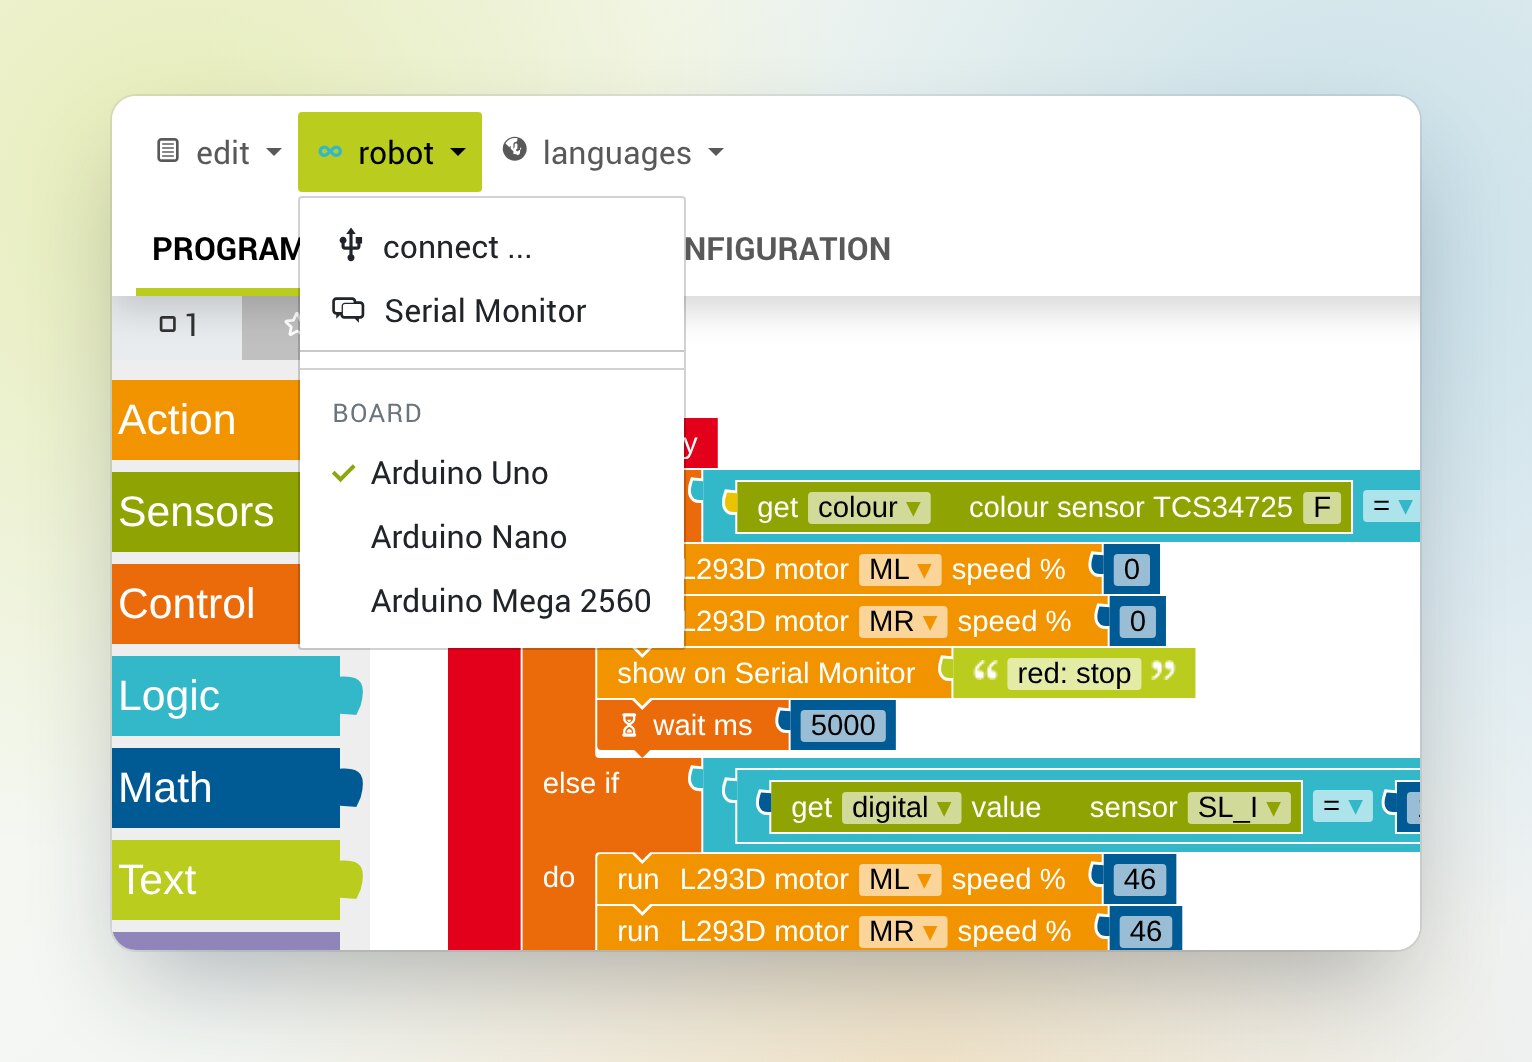 edit robot languages
PROGRAM NFIGURATION
connect ...
Serial Monitor
1
BOARD
Arduino Uno
Arduino Nano
Arduino Mega 2560
Action
Sensors
Control
Logic
Math
Text
y
get colour colour sensor TCS34725 F =
L293D motor ML speed % 0
L293D motor MR speed % 0
show on Serial Monitor “ red: stop ”
wait ms 5000
else if get digital value sensor SL_I =
do run L293D motor ML speed % 46
run L293D motor MR speed % 46